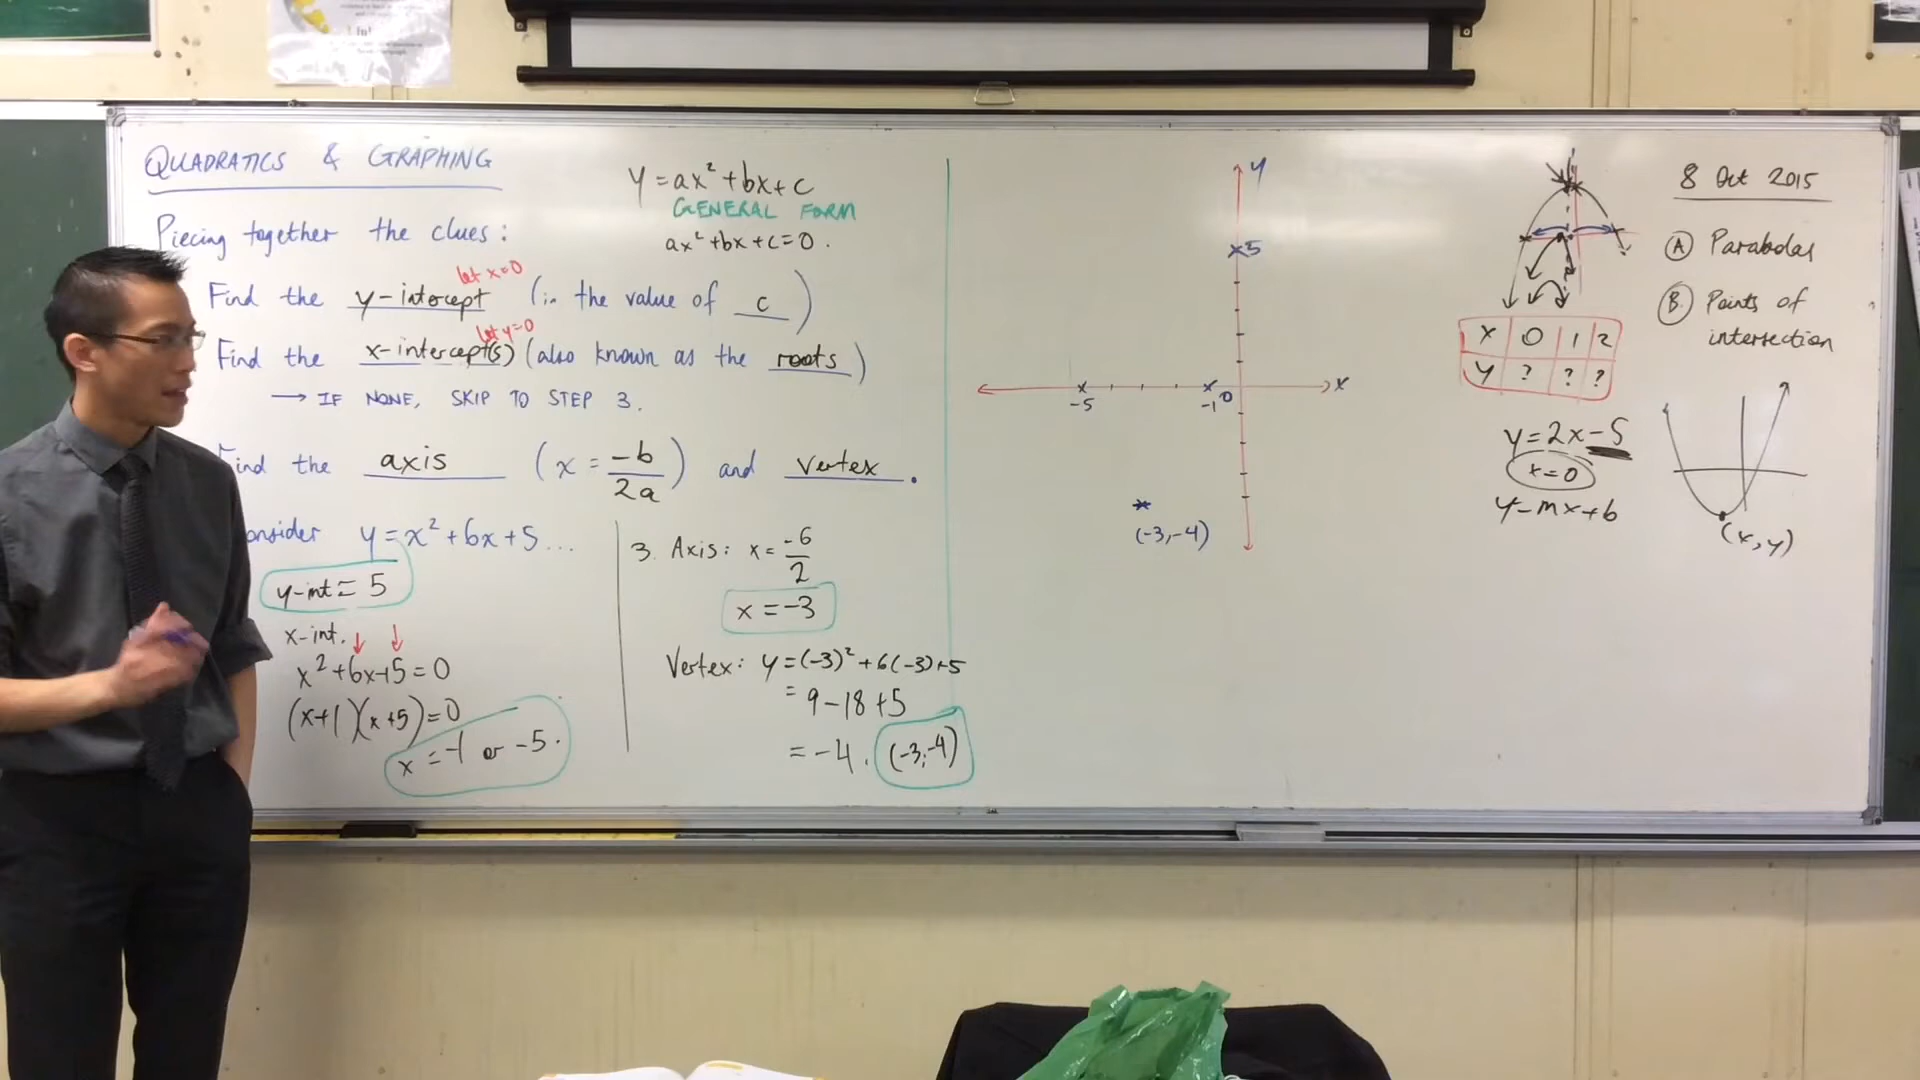 QUADRATICS & GRAPHING
Piecing together the clues:
y=ax²+bx+c
GENERAL FORM
ax²+bx+c=0.
let x=0
Find the y-intercept (in the value of c)
let y=0
Find the x-intercept(s) (also known as the roots)
→ IF NONE, SKIP TO STEP 3.
ind the axis (x = -b/2a) and vertex.
onsider y=x²+6x+5...
y-int = 5
x-int.
x²+6x+5=0
(x+1)(x+5)=0
x=-1 or -5.
3. Axis: x = -6/2
x = -3
Vertex: y=(-3)²+6(-3)+5
= 9-18+5
= -4. (-3,-4)
y
5
-5 -1 0 x
(-3,-4)
x 0 1 2
y ? ? ?
y=2x-5
x=0
y=mx+b
8 Oct 2015
(A) Parabolas
(B) Points of
intersection
(x,y)